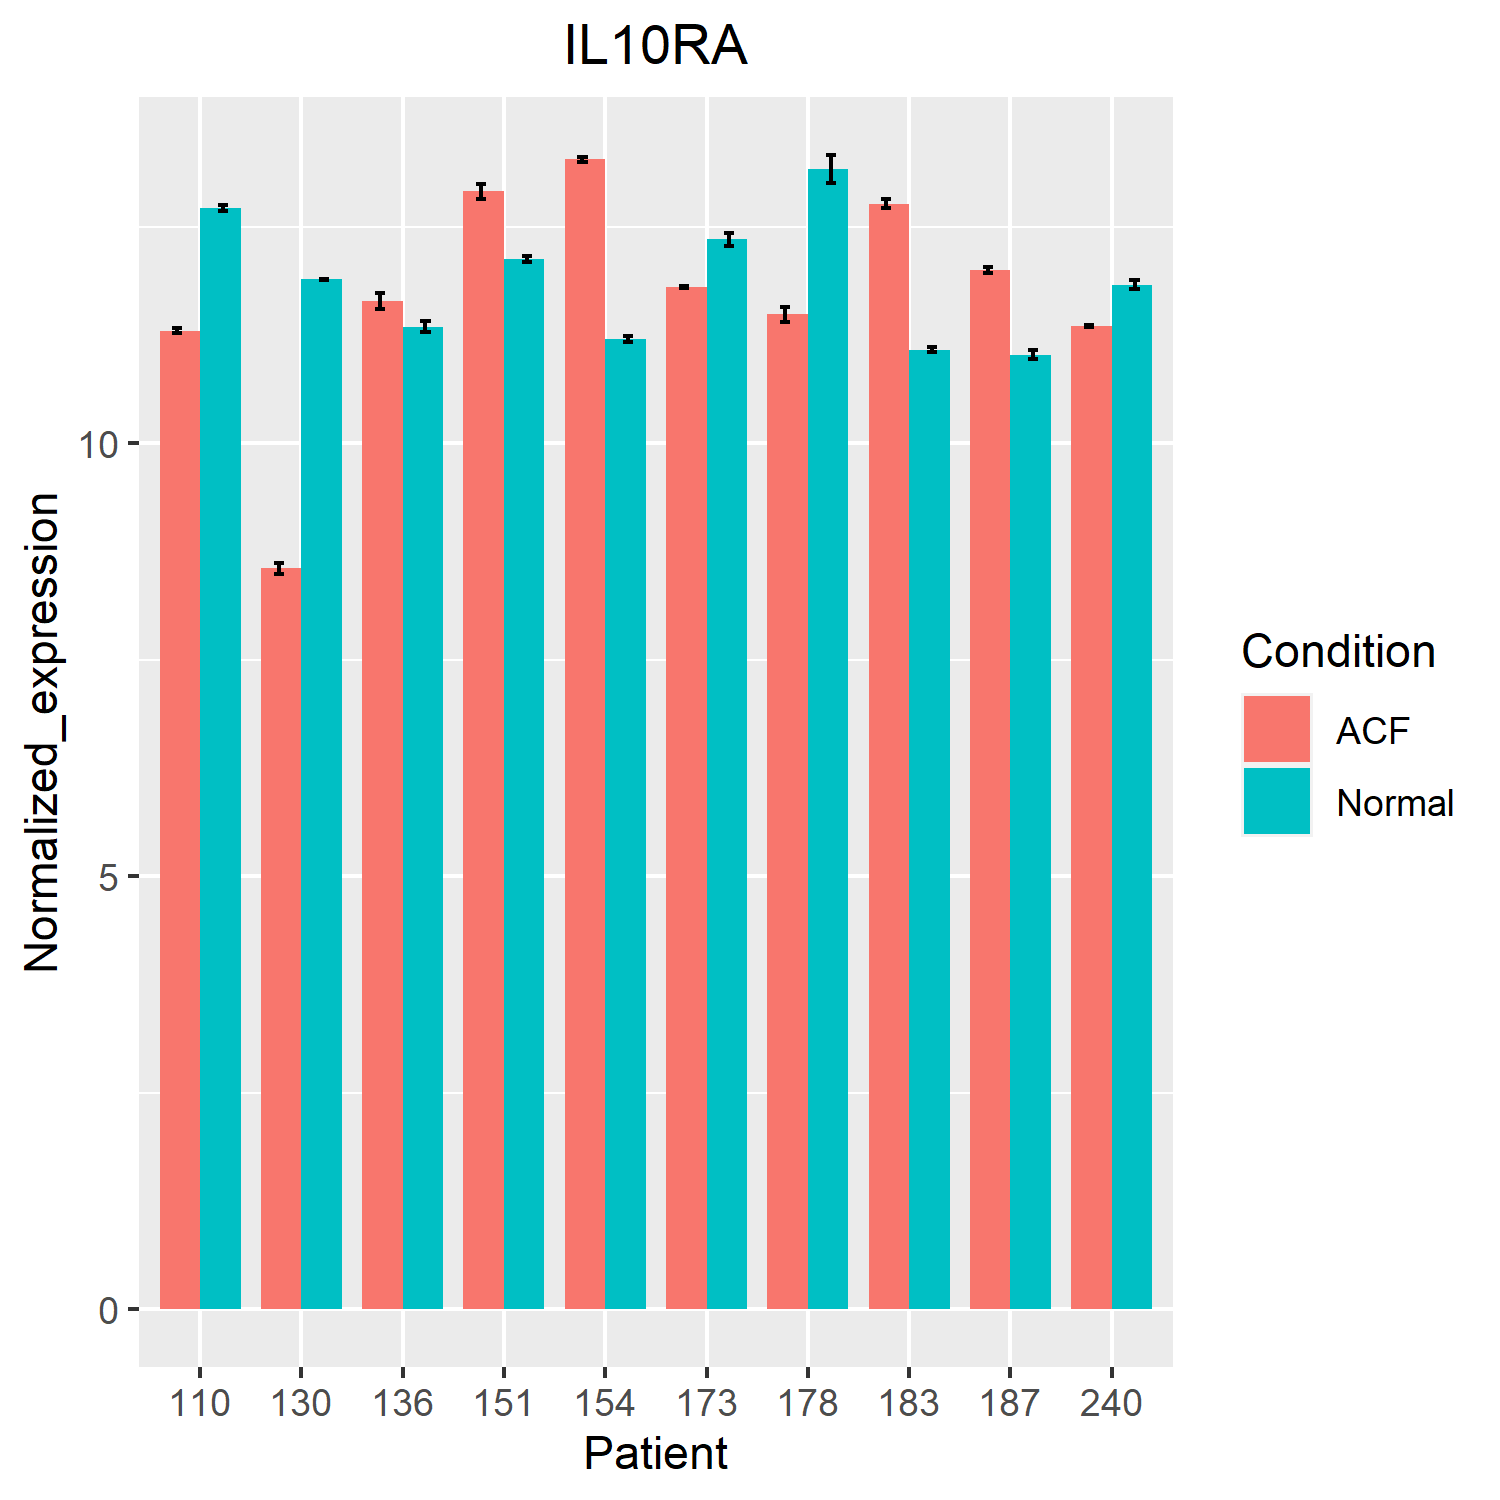 IL10RA
Normalized_expression
10
5
0
110 130 136 151 154 173 178 183 187 240
Patient
Condition
ACF
Normal